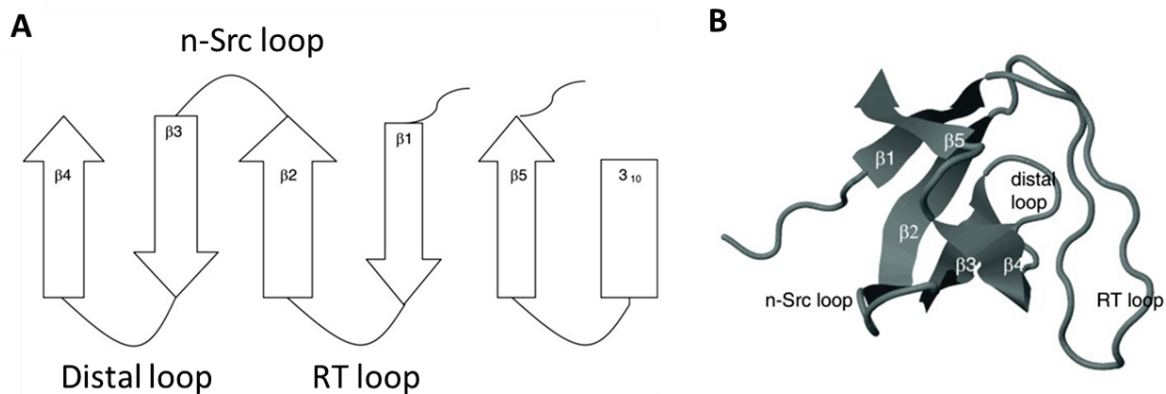 A
n-Src loop
β4
β3
β2
β1
β5
3 10
Distal loop
RT loop
B
β1
β5
distal
loop
β2
β3
β4
n-Src loop
RT loop